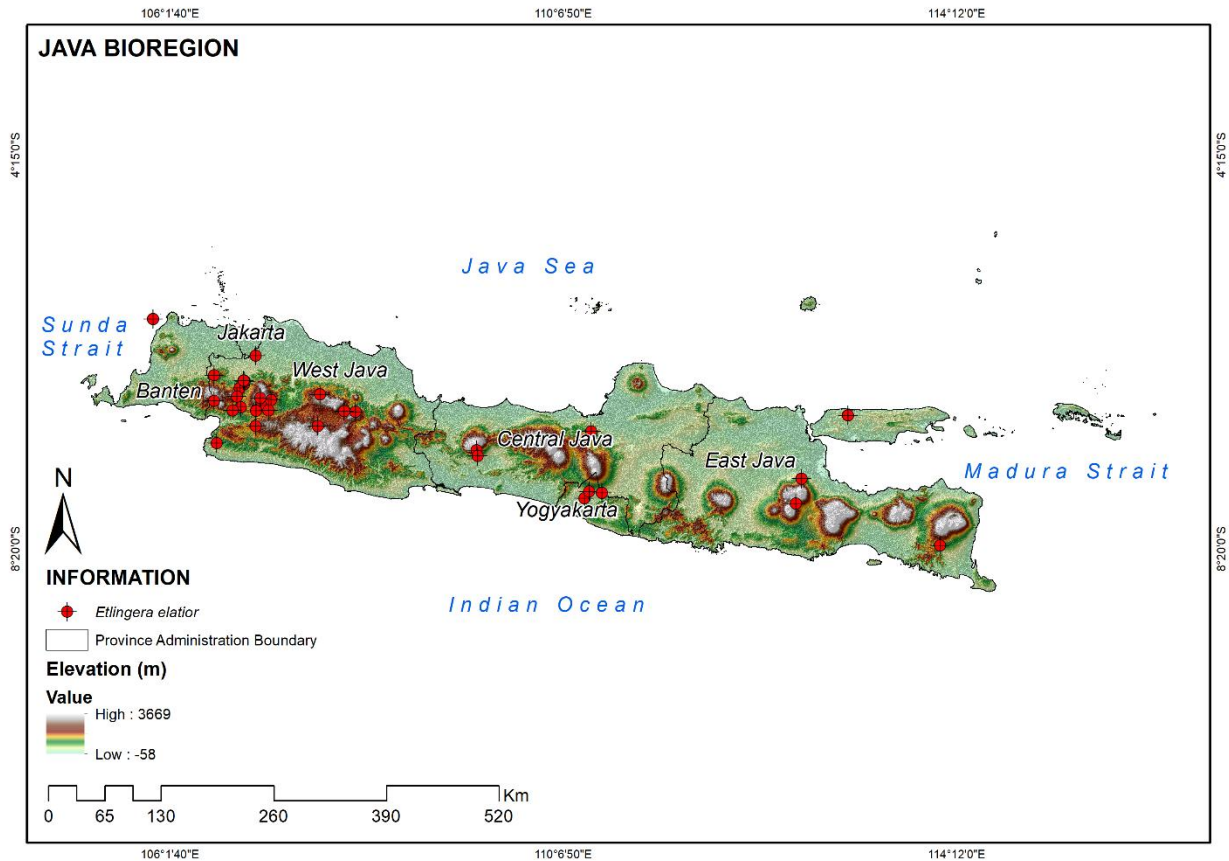 106°1'40"E
110°6'50"E
114°12'0"E
JAVA BIOREGION
4°15'0"S
4°15'0"S
Java Sea
Sunda
Strait
Jakarta
West Java
Banten
Central Java
East Java
Madura Strait
Yogyakarta
N
8°20'0"S
8°20'0"S
Indian Ocean
INFORMATION
Etlingera elatior
Province Administration Boundary
Elevation (m)
Value
High : 3669
Low : -58
Km
0 65 130 260 390 520
106°1'40"E
110°6'50"E
114°12'0"E